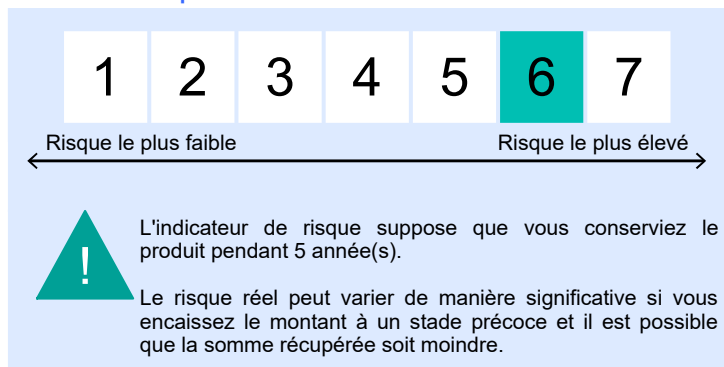 1 2 3 4 5 6 7
Risque le plus faible Risque le plus élevé
L'indicateur de risque suppose que vous conserviez le
produit pendant 5 année(s).
!
Le risque réel peut varier de manière significative si vous
encaissez le montant à un stade précoce et il est possible
que la somme récupérée soit moindre.